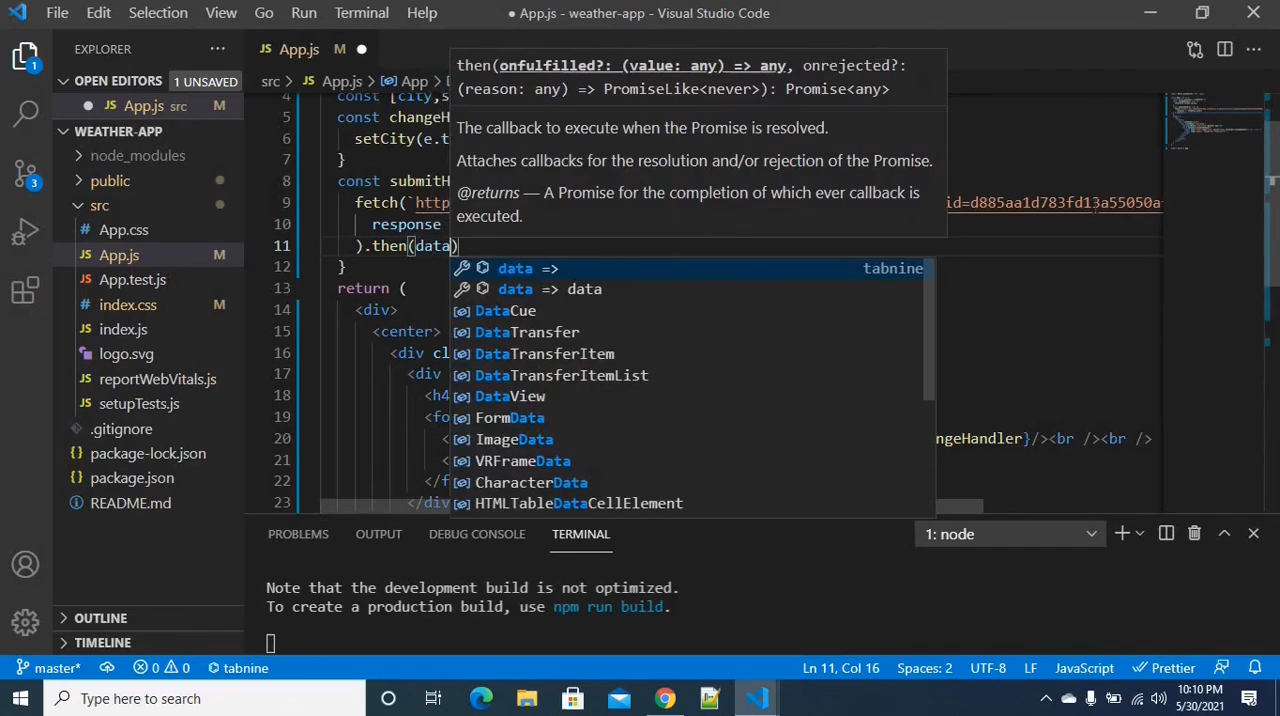 File Edit Selection View Go Run Terminal Help
● App.js - weather-app - Visual Studio Code
EXPLORER
JS App.js M ●
OPEN EDITORS 1 UNSAVED
● App.js src M
WEATHER-APP
node_modules
public
src
App.css
JS App.js M
JS App.test.js
index.css M
JS index.js
logo.svg
JS reportWebVitals.js
JS setupTests.js
.gitignore
package-lock.json
package.json
README.md
OUTLINE
TIMELINE
1
3
src > JS App.js > App
4 const [city,s
5 const changeH
6 setCity(e.t
7 }
8 const submitH
9 fetch(`http id=d885aa1d783fd13a55050a
10 response
11 ).then(data)
12 }
13 return (
14 <div>
15 <center>
16 <div cl
17 <div
18 <h4
19 <fo
20 < ngeHandler}/><br /><br />
21 <
22 </f
23 </div
then(onfulfilled?: (value: any) => any, onrejected?:
(reason: any) => PromiseLike<never>): Promise<any>
The callback to execute when the Promise is resolved.
Attaches callbacks for the resolution and/or rejection of the Promise.
@returns — A Promise for the completion of which ever callback is
executed.
data => tabnine
data => data
DataCue
DataTransfer
DataTransferItem
DataTransferItemList
DataView
FormData
ImageData
VRFrameData
CharacterData
HTMLTableDataCellElement
PROBLEMS OUTPUT DEBUG CONSOLE TERMINAL
1: node
Note that the development build is not optimized.
To create a production build, use npm run build.
master* 0 0 tabnine
Ln 11, Col 16 Spaces: 2 UTF-8 LF JavaScript Prettier
Type here to search
10:10 PM
5/30/2021